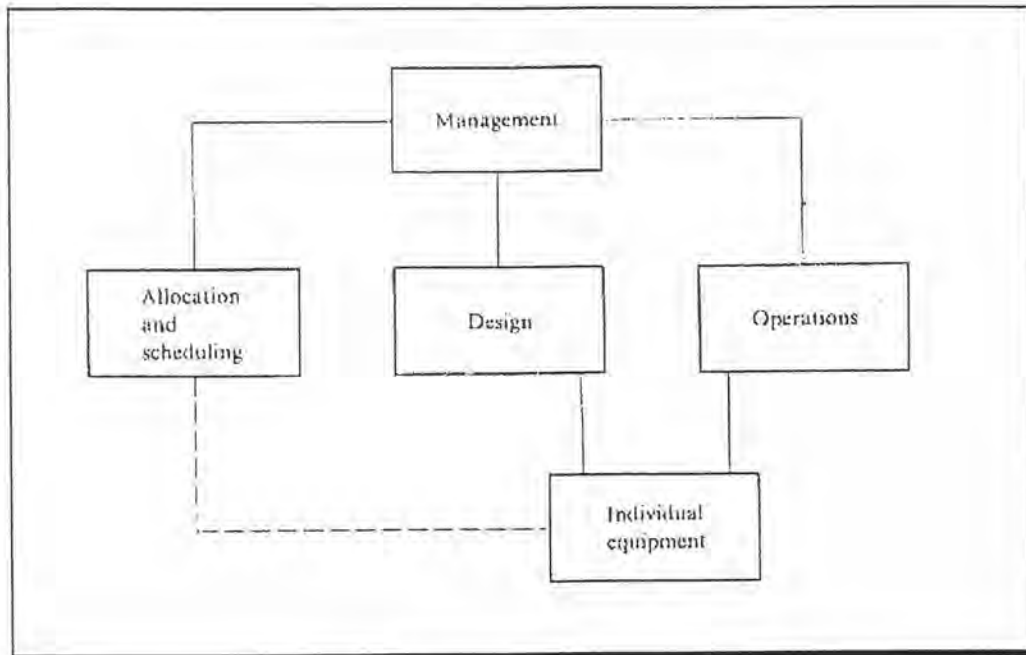 Management
Allocation
and
scheduling
Design
Operations
Individual
equipment